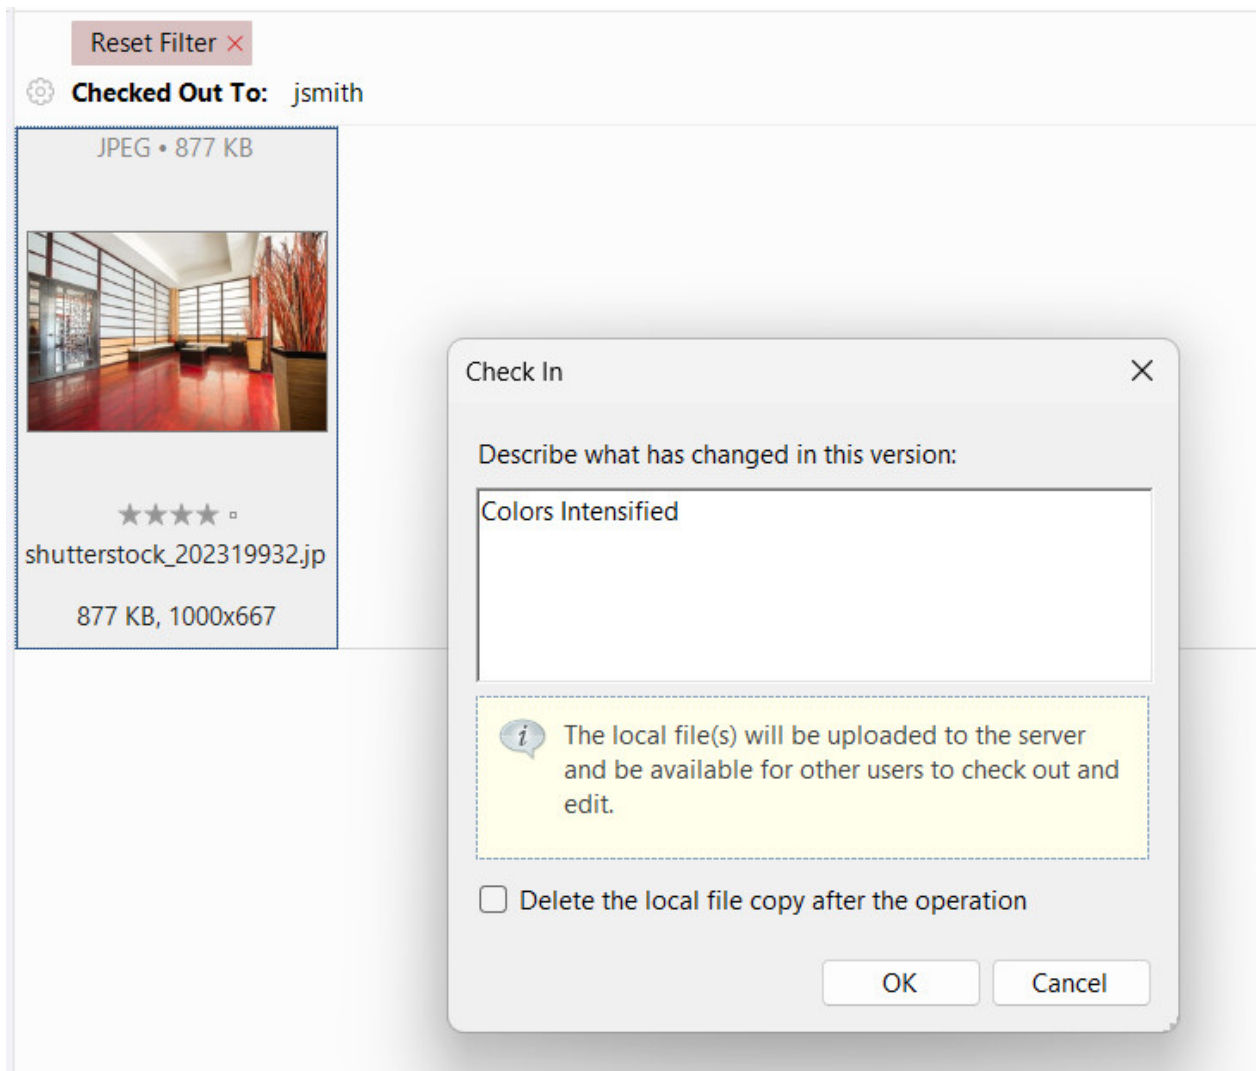 Reset Filter ×
Checked Out To: jsmith
JPEG • 877 KB
★★★★ ▫
shutterstock_202319932.jp
877 KB, 1000x667
Check In
Describe what has changed in this version:
Colors Intensified
The local file(s) will be uploaded to the server
and be available for other users to check out and
edit.
Delete the local file copy after the operation
OK Cancel